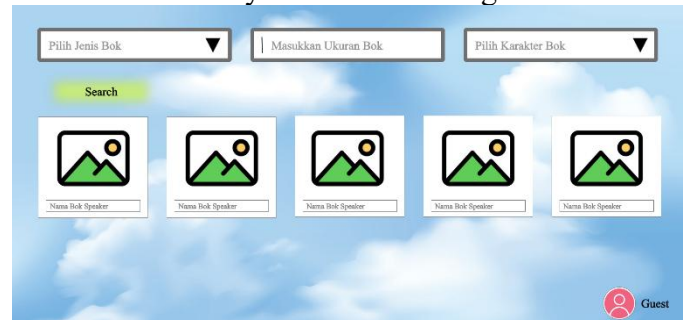 Pilih Jenis Bok
Masukkan Ukuran Bok
Pilih Karakter Bok
Search
Nama Bok Speaker
Nama Bok Speaker
Nama Bok Speaker
Nama Bok Speaker
Nama Bok Speaker
Guest